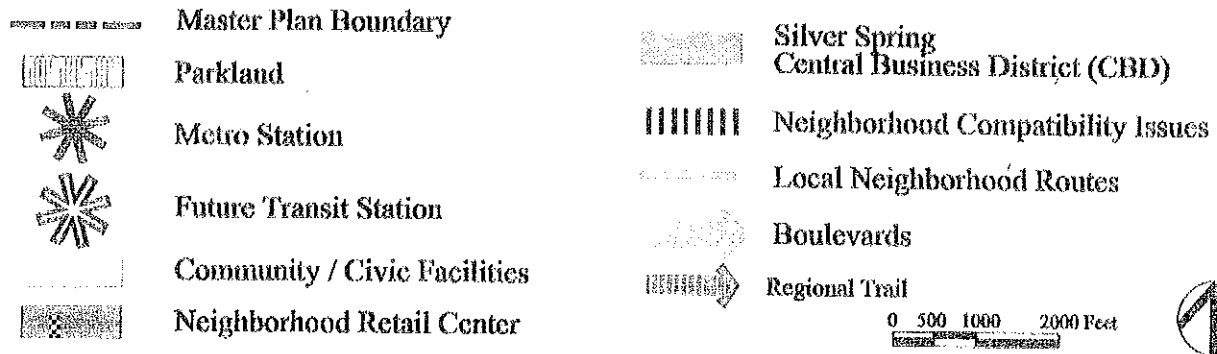 Master Plan Boundary
Parkland
Metro Station
Future Transit Station
Community / Civic Facilities
Neighborhood Retail Center
Silver Spring
Central Business District (CBD)
Neighborhood Compatibility Issues
Local Neighborhood Routes
Boulevards
Regional Trail
0 500 1000 2000 Feet